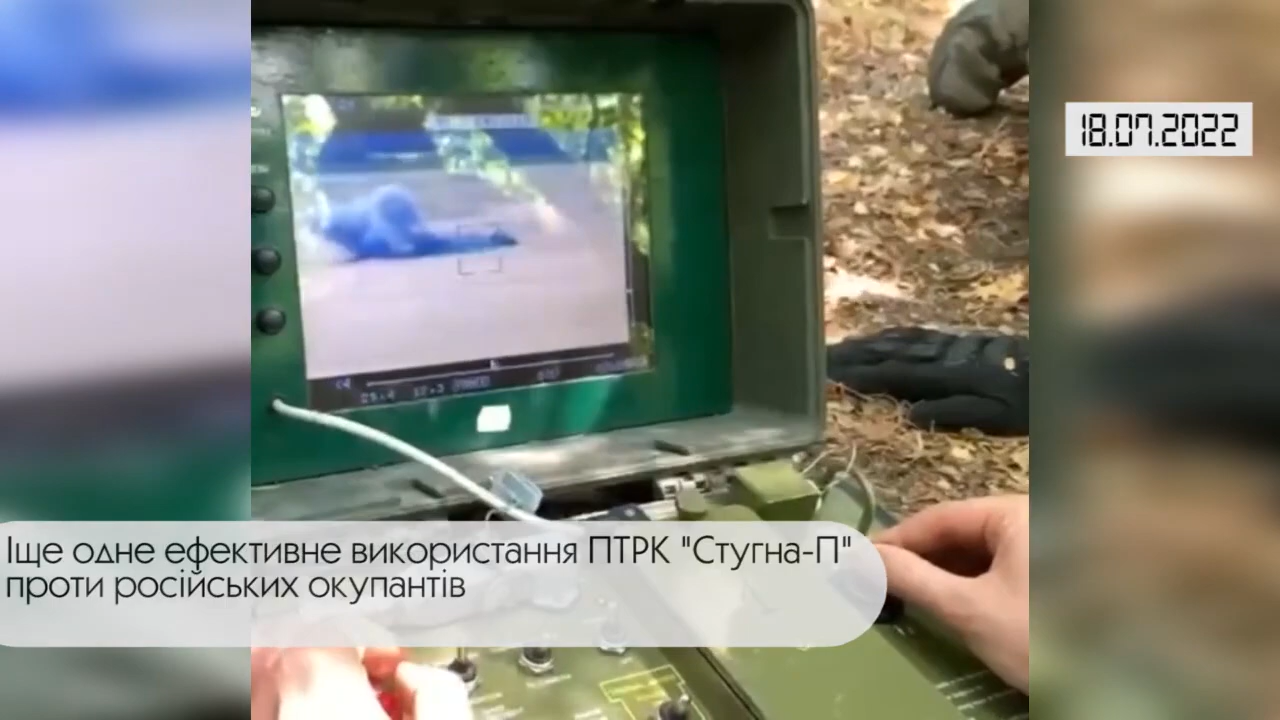 18.07.2022
Іще одне ефективне використання ПТРК "Стугна-П"
проти російських окупантів